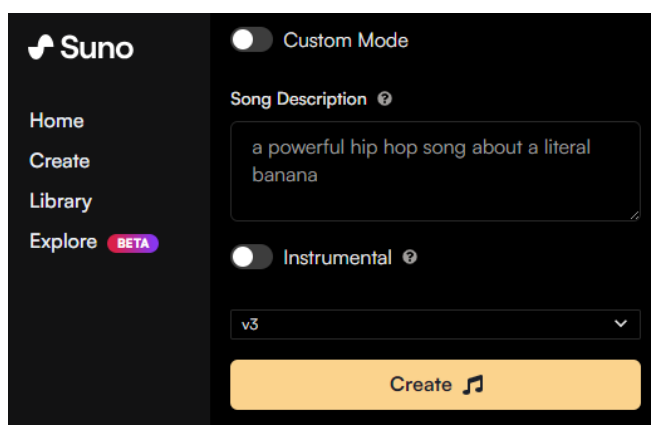 Suno
Home
Create
Library
Explore BETA
Custom Mode
Song Description ?
a powerful hip hop song about a literal
banana
Instrumental ?
v3
Create